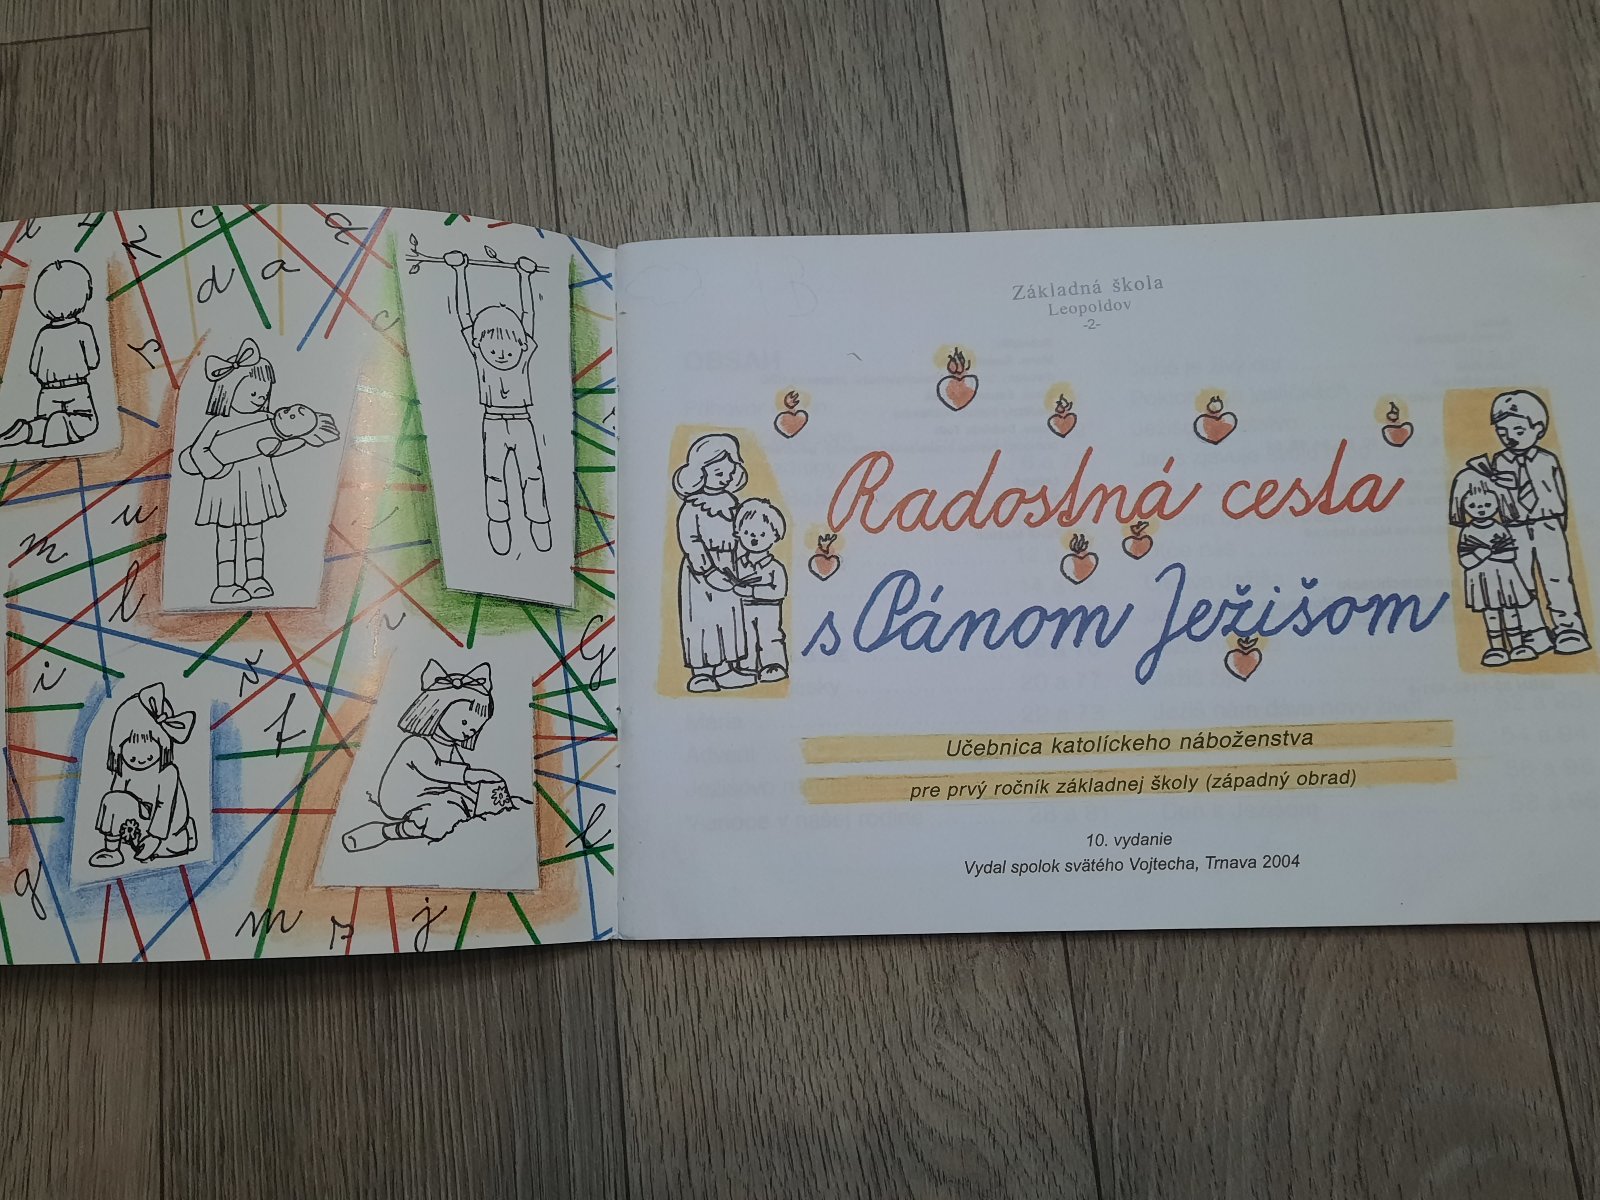 Základná škola
Leopoldov
-2-
Radostná cesta
s Pánom Ježišom
Učebnica katolíckeho náboženstva
pre prvý ročník základnej školy (západný obrad)
10. vydanie
Vydal spolok svätého Vojtecha, Trnava 2004